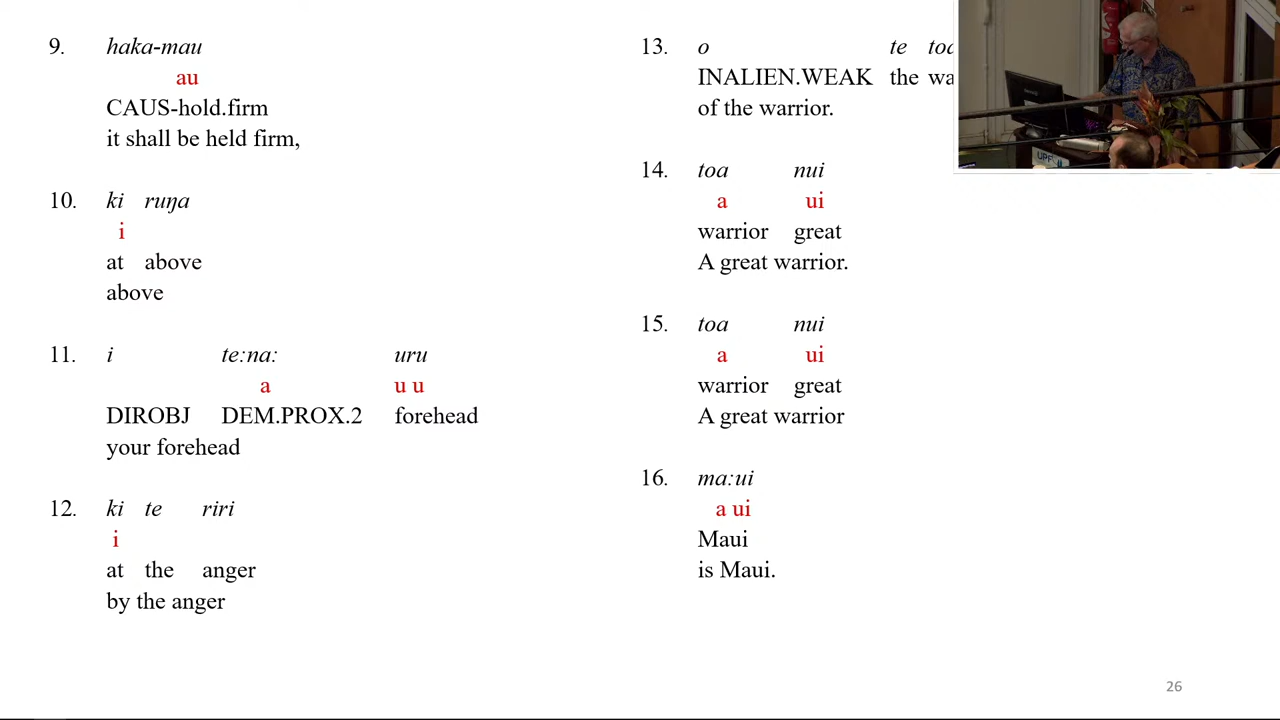 9. haka-mau
au
CAUS-hold.firm
it shall be held firm,
10. ki ruŋa
i
at above
above
11. i te:na: uru
a u u
DIROBJ DEM.PROX.2 forehead
your forehead
12. ki te riri
i
at the anger
by the anger
13. o te
INALIEN.WEAK the
of the warrior.
14. toa nui
a ui
warrior great
A great warrior.
15. toa nui
a ui
warrior great
A great warrior
16. ma:ui
a ui
Maui
is Maui.
26